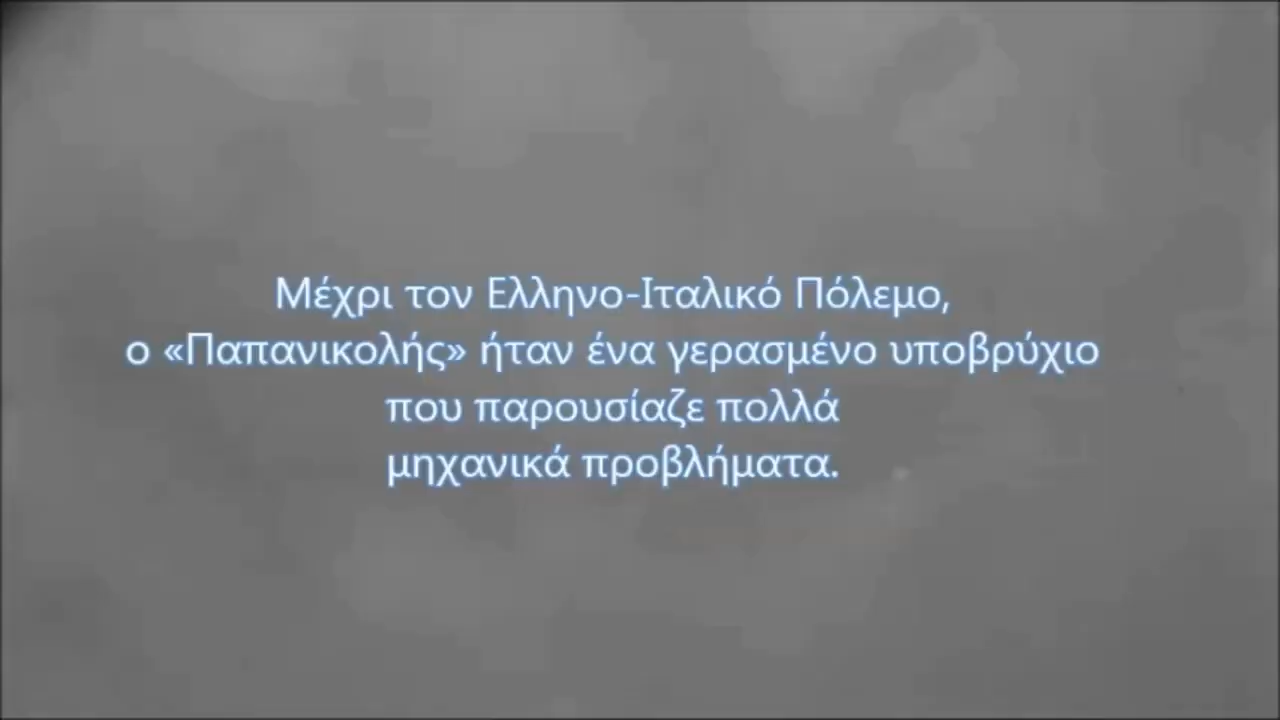 Μέχρι τον Ελληνο-Ιταλικό Πόλεμο,
ο «Παπανικολής» ήταν ένα γερασμένο υποβρύχιο
που παρουσίαζε πολλά
μηχανικά προβλήματα.